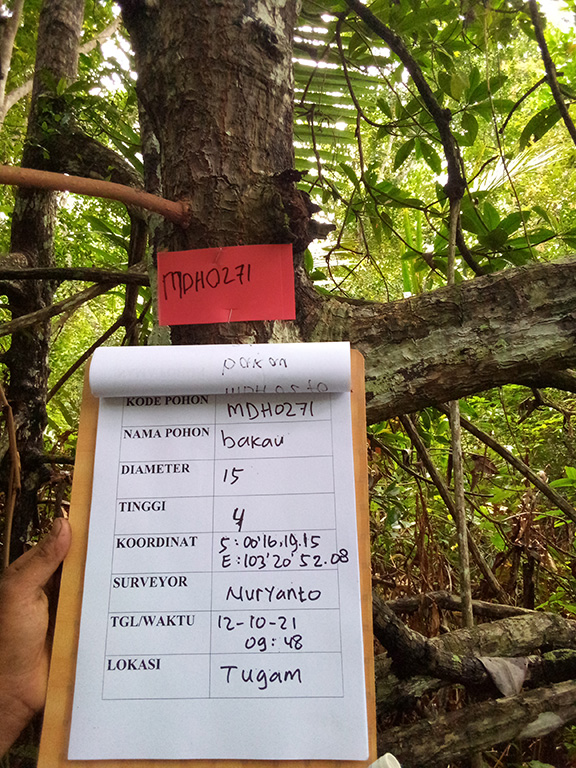 MDH0271
KODE POHON MDH0271
NAMA POHON bakau
DIAMETER 15
TINGGI 4
KOORDINAT S: 00'16.19.15
E: 103'20'52.08
SURVEYOR Nuryanto
TGL/WAKTU 12-10-21
09:48
LOKASI Tugam